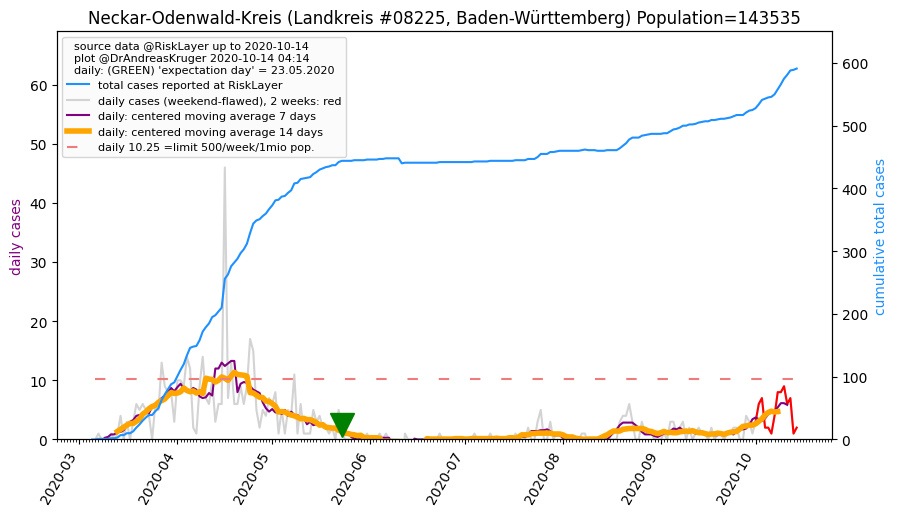 Neckar-Odenwald-Kreis (Landkreis #08225, Baden-Württemberg) Population=143535
source data @RiskLayer up to 2020-10-14
plot @DrAndreasKruger 2020-10-14 04:14
daily: (GREEN) 'expectation day' = 23.05.2020
total cases reported at RiskLayer
daily cases (weekend-flawed), 2 weeks: red
daily: centered moving average 7 days
daily: centered moving average 14 days
daily 10.25 =limit 500/week/1mio pop.
daily cases
60
50
40
30
20
10
0
cumulative total cases
600
500
400
300
200
100
0
2020-03
2020-04
2020-05
2020-06
2020-07
2020-08
2020-09
2020-10